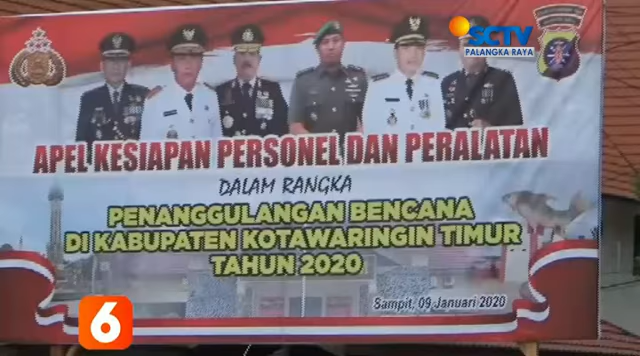 SCTV
PALANGKA RAYA
APEL KESIAPAN PERSONEL DAN PERALATAN
DALAM RANGKA
PENANGGULANGAN BENCANA
DI KABUPATEN KOTAWARINGIN TIMUR
TAHUN 2020
Sampit, 09 Januari 2020
6